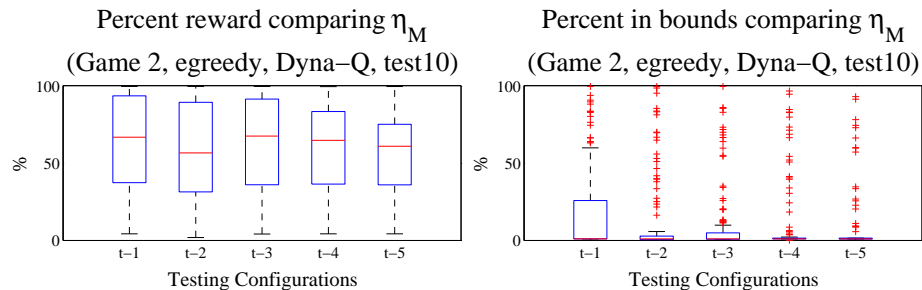 Percent reward comparing η_M
(Game 2, egreedy, Dyna−Q, test10)
100
50
0
%
t−1 t−2 t−3 t−4 t−5
Testing Configurations
Percent in bounds comparing η_M
(Game 2, egreedy, Dyna−Q, test10)
100
50
0
%
t−1 t−2 t−3 t−4 t−5
Testing Configurations